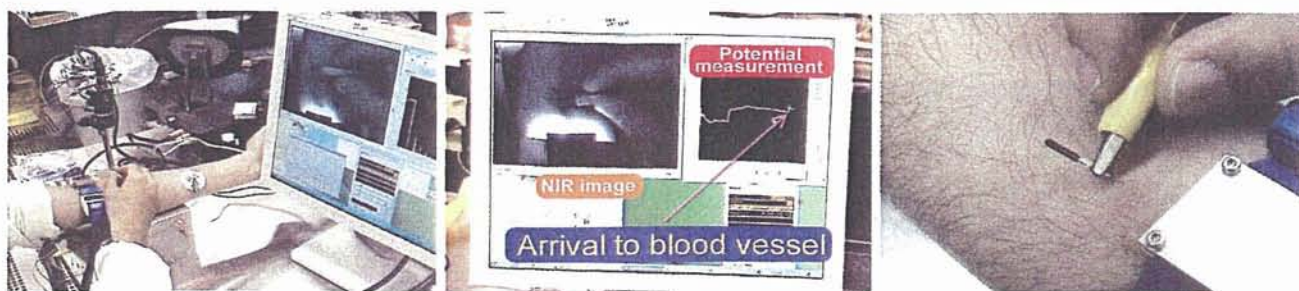 Potential
measurement
NIR image
Arrival to blood vessel